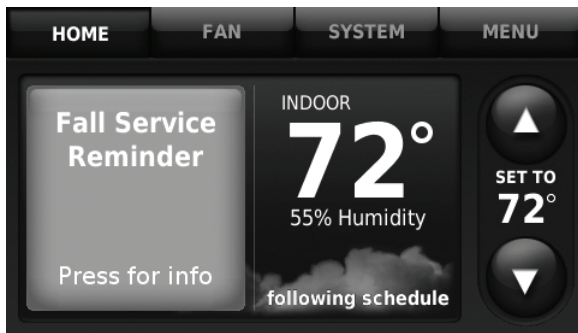 HOME
FAN
SYSTEM
MENU
Fall Service
Reminder
Press for info
INDOOR
72°
55% Humidity
following schedule
SET TO
72°